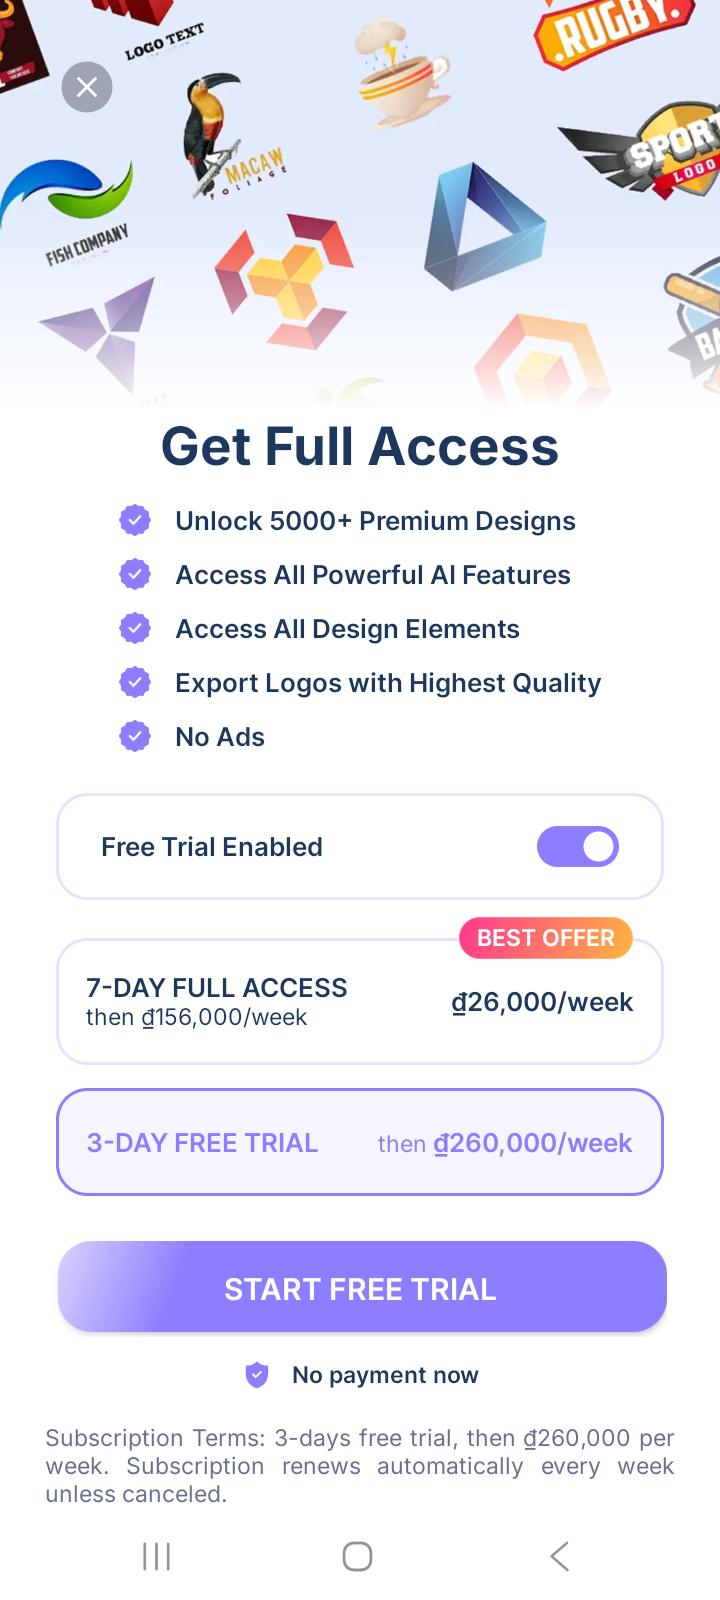 LOGO TEXT
.RUGBY.
MACAW
FOLIAGE
SPORT
LOGO
FISH COMPANY
BA
Get Full Access
Unlock 5000+ Premium Designs
Access All Powerful AI Features
Access All Design Elements
Export Logos with Highest Quality
No Ads
Free Trial Enabled
BEST OFFER
7-DAY FULL ACCESS
then ₫156,000/week
₫26,000/week
3-DAY FREE TRIAL
then ₫260,000/week
START FREE TRIAL
No payment now
Subscription Terms: 3-days free trial, then ₫260,000 per
week. Subscription renews automatically every week
unless canceled.